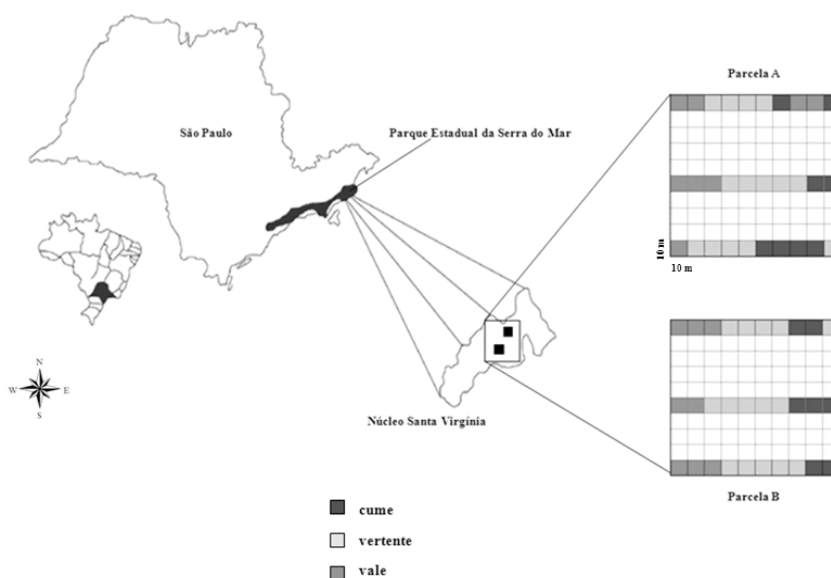 Parcela A
São Paulo
Parque Estadual da Serra do Mar
10 m
10 m
N
W
E
S
Núcleo Santa Virgínia
Parcela B
cume
vertente
vale